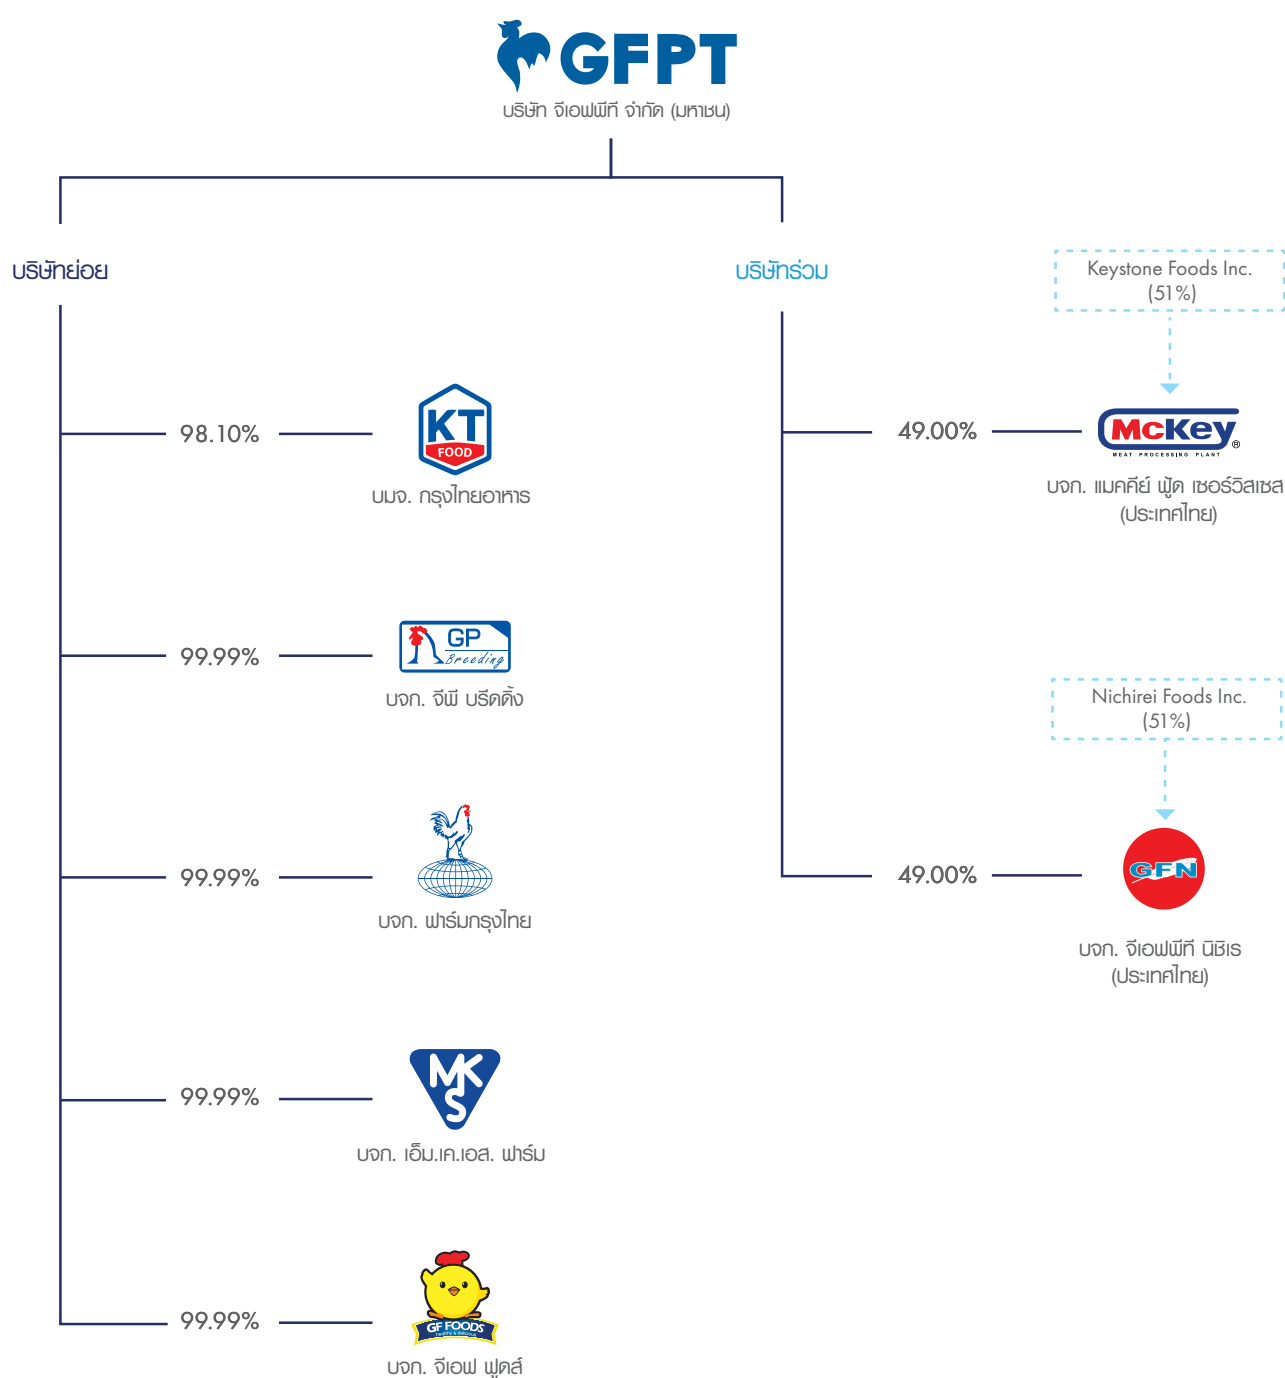 GFPT
บริษัท จีเอฟพีที จำกัด (มหาชน)
บริษัทย่อย
98.10%
KT
FOOD
บมจ. กรุงไทยอาหาร
99.99%
GP
Breeding
บจก. จีพี บรีดดิ้ง
99.99%
บจก. ฟาร์มกรุงไทย
99.99%
MK
S
บจก. เอ็ม.เค.เอส. ฟาร์ม
99.99%
GF FOODS
healthy & delicious
บจก. จีเอฟ ฟูดส์
บริษัทร่วม
Keystone Foods Inc.
(51%)
49.00%
McKey®
MEAT PROCESSING PLANT
บจก. แมคคีย์ ฟู้ด เซอร์วิสเซส
(ประเทศไทย)
Nichirei Foods Inc.
(51%)
49.00%
GFN
บจก. จีเอฟพีที นิชิเร
(ประเทศไทย)